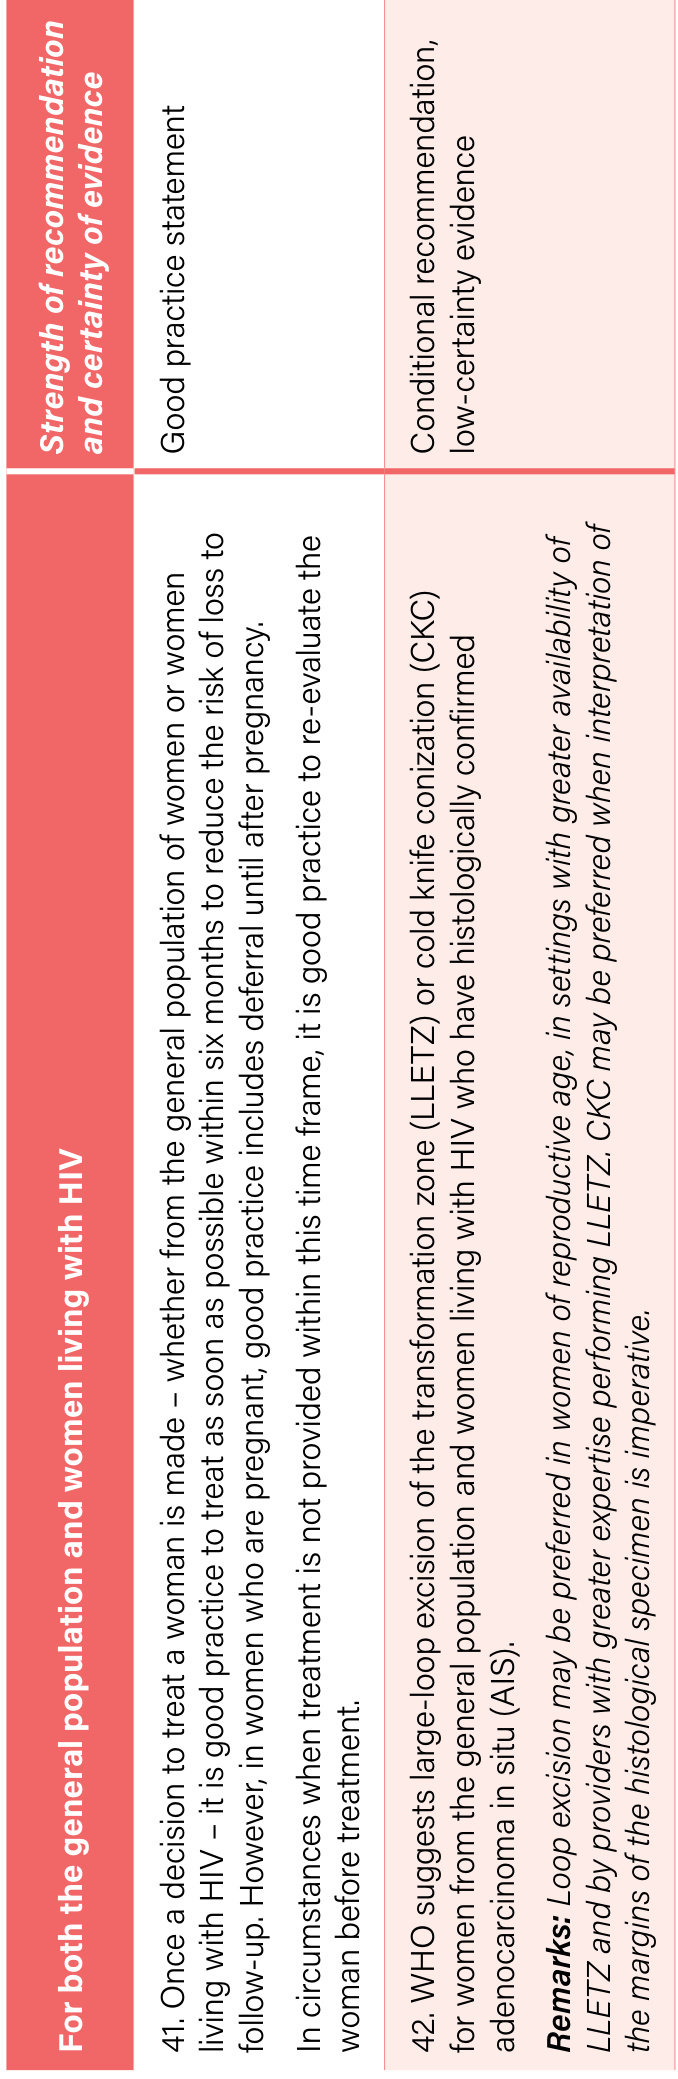 For both the general population and women living with HIV
Strength of recommendation
and certainty of evidence
41. Once a decision to treat a woman is made – whether from the general population of women or women
living with HIV – it is good practice to treat as soon as possible within six months to reduce the risk of loss to
follow-up. However, in women who are pregnant, good practice includes deferral until after pregnancy.
In circumstances when treatment is not provided within this time frame, it is good practice to re-evaluate the
woman before treatment.
Good practice statement
42. WHO suggests large-loop excision of the transformation zone (LLETZ) or cold knife conization (CKC)
for women from the general population and women living with HIV who have histologically confirmed
adenocarcinoma in situ (AIS).
Remarks: Loop excision may be preferred in women of reproductive age, in settings with greater availability of
LLETZ and by providers with greater expertise performing LLETZ. CKC may be preferred when interpretation of
the margins of the histological specimen is imperative.
Conditional recommendation,
low-certainty evidence